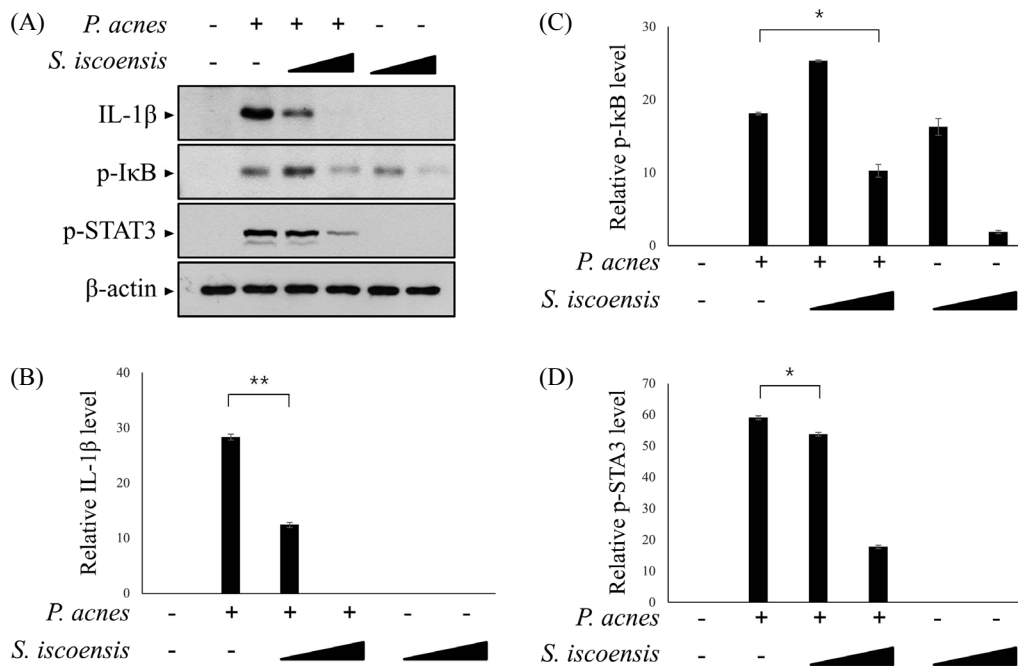 (A)
P. acnes - + + + - -
S. iscoensis - -
IL-1β
p-IκB
p-STAT3
β-actin
(B)
Relative IL-1β level
40
30
20
10
0
**
P. acnes - + + + - -
S. iscoensis - -
(C)
Relative p-IκB level
30
20
10
0
*
P. acnes - + + + - -
S. iscoensis - -
(D)
Relative p-STA3 level
70
60
50
40
30
20
10
0
*
P. acnes - + + + - -
S. iscoensis - -